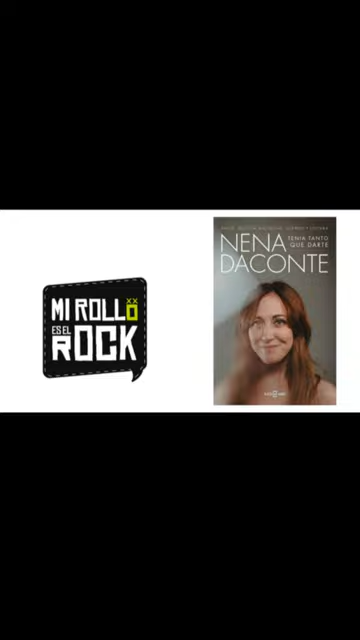 MI ROLLO
ES EL
ROCK
NENA
DACONTE
TENÍA TANTO
QUE DARTE